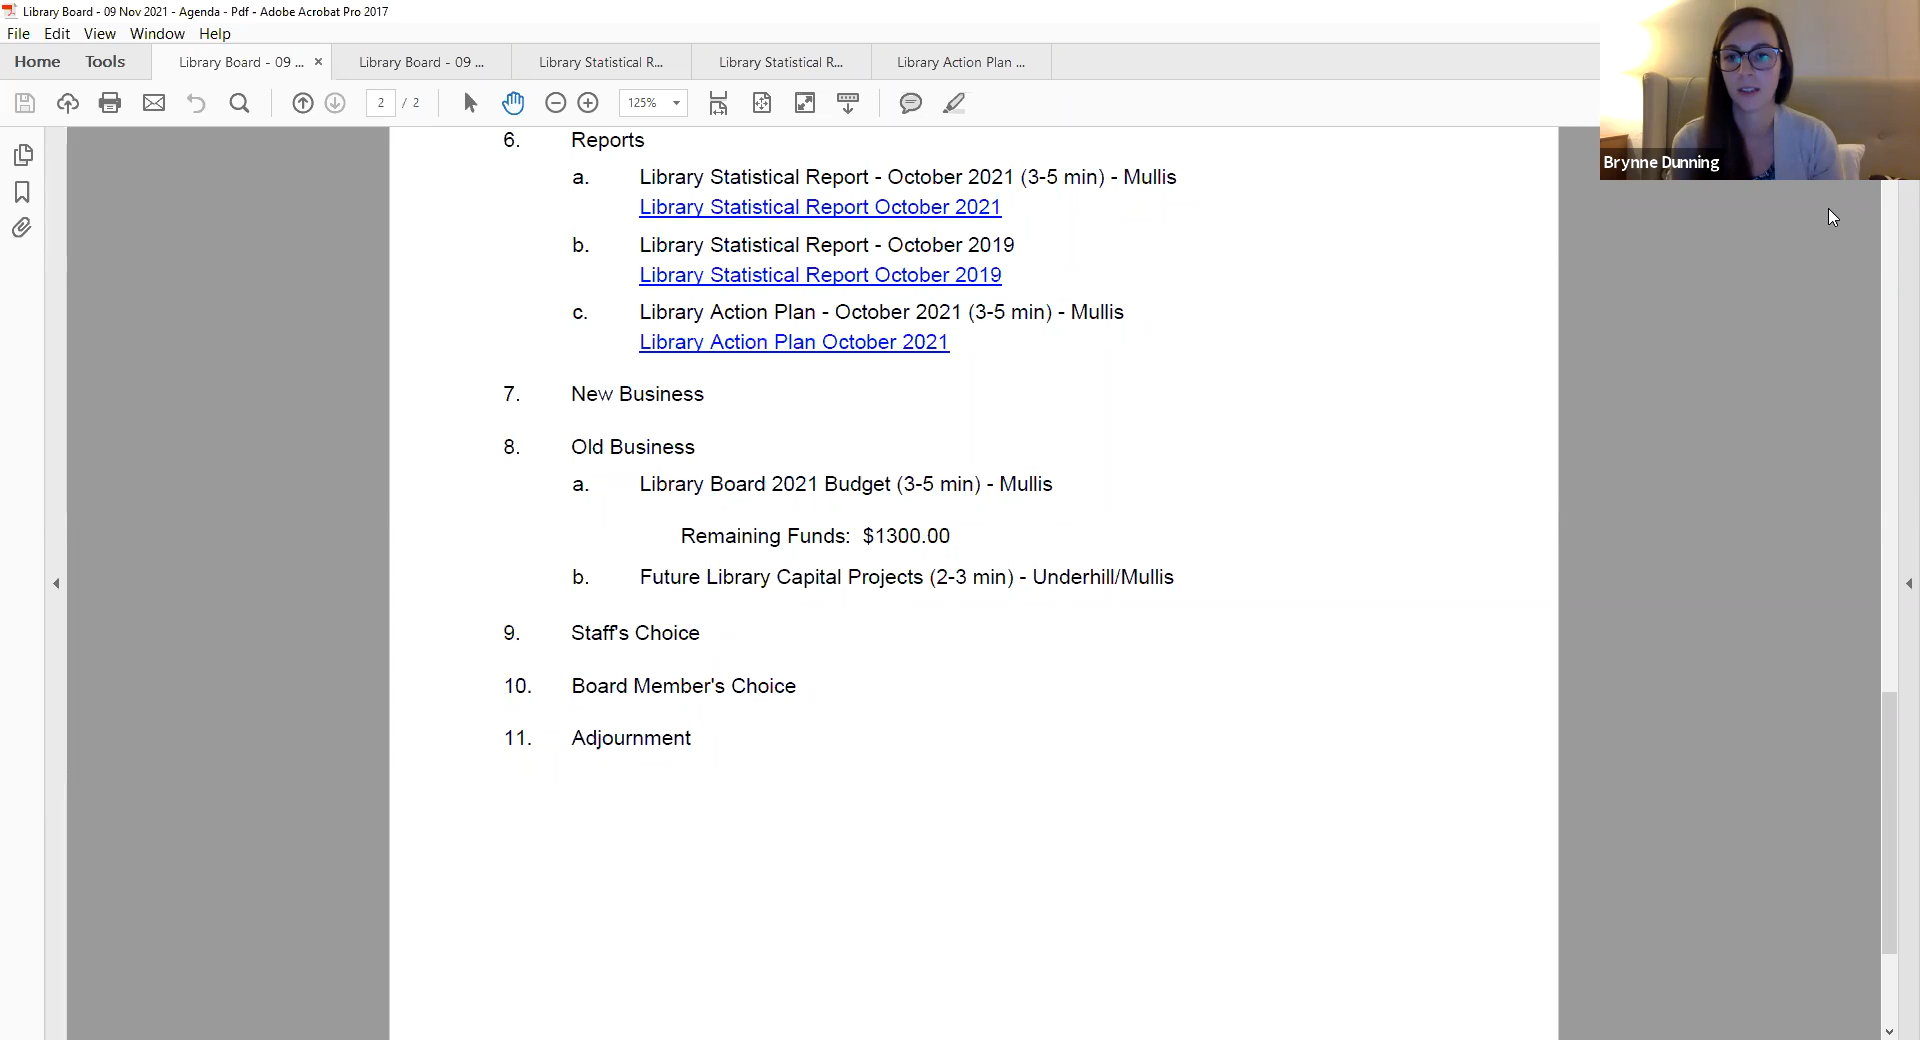 Library Board - 09 Nov 2021 - Agenda - Pdf - Adobe Acrobat Pro 2017
File Edit View Window Help
Home Tools Library Board - 09 ... × Library Board - 09 ... Library Statistical R... Library Statistical R... Library Action Plan ...
2 / 2 125%
Brynne Dunning
6. Reports
a. Library Statistical Report - October 2021 (3-5 min) - Mullis
Library Statistical Report October 2021
b. Library Statistical Report - October 2019
Library Statistical Report October 2019
c. Library Action Plan - October 2021 (3-5 min) - Mullis
Library Action Plan October 2021
7. New Business
8. Old Business
a. Library Board 2021 Budget (3-5 min) - Mullis
Remaining Funds: $1300.00
b. Future Library Capital Projects (2-3 min) - Underhill/Mullis
9. Staff's Choice
10. Board Member's Choice
11. Adjournment